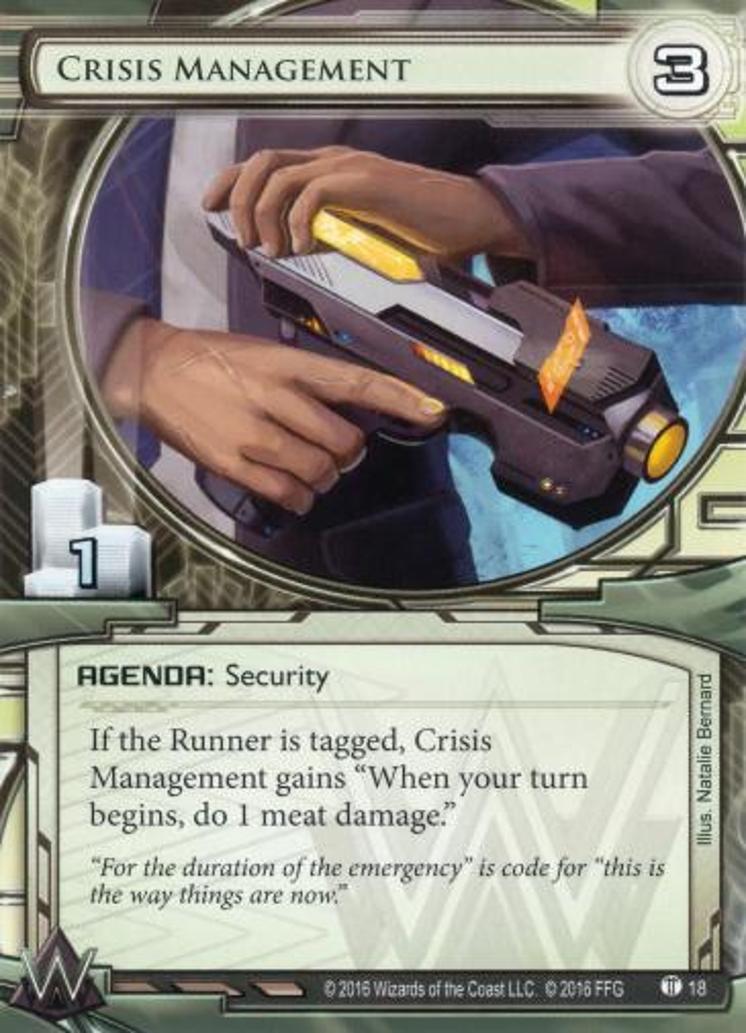 Crisis Management
3
1
AGENDA: Security
If the Runner is tagged, Crisis
Management gains “When your turn
begins, do 1 meat damage.”
“For the duration of the emergency” is code for “this is
the way things are now.”
Illus. Natalie Bernard
W
© 2016 Wizards of the Coast LLC. © 2016 FFG
18